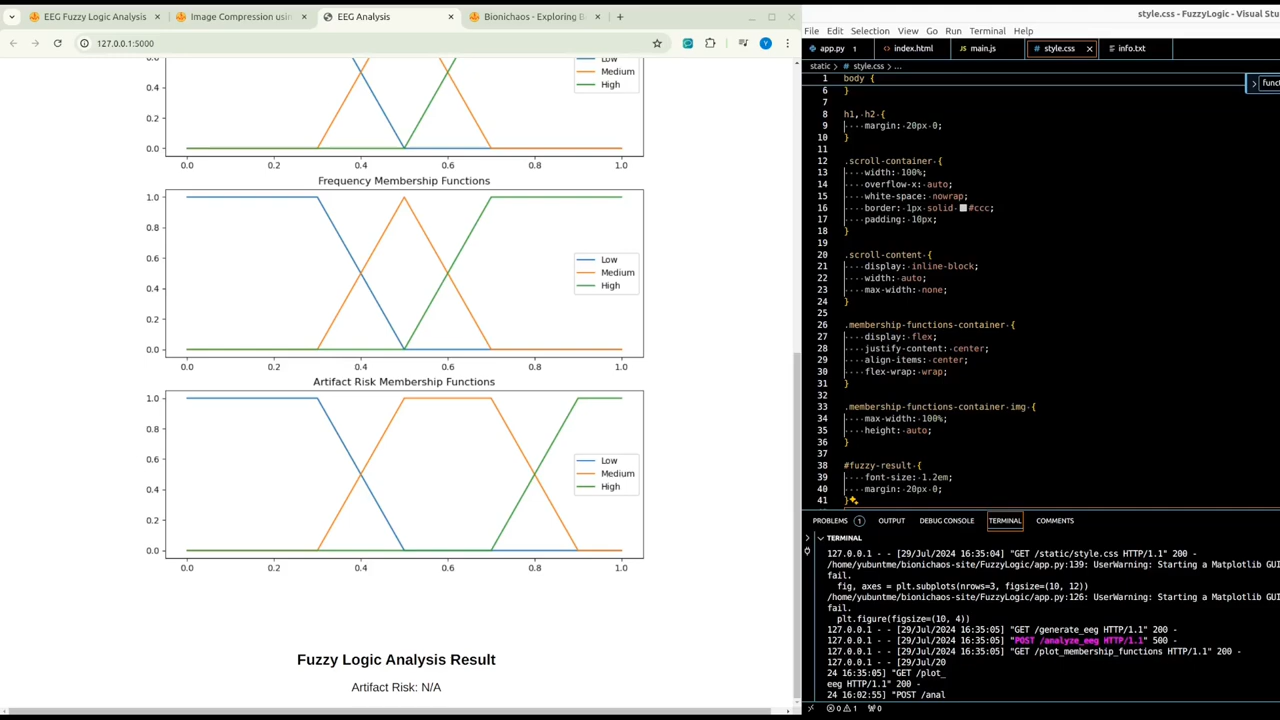 EEG Fuzzy Logic Analysis
Image Compression usin
EEG Analysis
Bionichaos - Exploring B
127.0.0.1:5000
Low
Medium
High
0.6
0.4
0.2
0.0
0.0 0.2 0.4 0.6 0.8 1.0
Frequency Membership Functions
1.0
0.8
0.6
0.4
0.2
0.0
Low
Medium
High
0.0 0.2 0.4 0.6 0.8 1.0
Artifact Risk Membership Functions
1.0
0.8
0.6
0.4
0.2
0.0
Low
Medium
High
0.0 0.2 0.4 0.6 0.8 1.0
Fuzzy Logic Analysis Result
Artifact Risk: N/A
style.css - FuzzyLogic - Visual Stu
File Edit Selection View Go Run Terminal Help
app.py 1 index.html main.js style.css info.txt
static > # style.css > ...
1 body {
6 }
7
8 h1, h2 {
9 margin: 20px 0;
10 }
11
12 .scroll-container {
13 width: 100%;
14 overflow-x: auto;
15 white-space: nowrap;
16 border: 1px solid #ccc;
17 padding: 10px;
18 }
19
20 .scroll-content {
21 display: inline-block;
22 width: auto;
23 max-width: none;
24 }
25
26 .membership-functions-container {
27 display: flex;
28 justify-content: center;
29 align-items: center;
30 flex-wrap: wrap;
31 }
32
33 .membership-functions-container img {
34 max-width: 100%;
35 height: auto;
36 }
37
38 #fuzzy-result {
39 font-size: 1.2em;
40 margin: 20px 0;
41 }
funct
PROBLEMS 1 OUTPUT DEBUG CONSOLE TERMINAL COMMENTS
TERMINAL
127.0.0.1 - - [29/Jul/2024 16:35:04] "GET /static/style.css HTTP/1.1" 200 -
/home/yubuntme/bionichaos-site/FuzzyLogic/app.py:139: UserWarning: Starting a Matplotlib GUI
fail.
fig, axes = plt.subplots(nrows=3, figsize=(10, 12))
/home/yubuntme/bionichaos-site/FuzzyLogic/app.py:126: UserWarning: Starting a Matplotlib GUI
fail.
plt.figure(figsize=(10, 4))
127.0.0.1 - - [29/Jul/2024 16:35:05] "GET /generate_eeg HTTP/1.1" 200 -
127.0.0.1 - - [29/Jul/2024 16:35:05] "POST /analyze_eeg HTTP/1.1" 500 -
127.0.0.1 - - [29/Jul/2024 16:35:05] "GET /plot_membership_functions HTTP/1.1" 200 -
127.0.0.1 - - [29/Jul/20
24 16:35:05] "GET /plot_
eeg HTTP/1.1" 200 -
24 16:02:55] "POST /anal
0 1 0